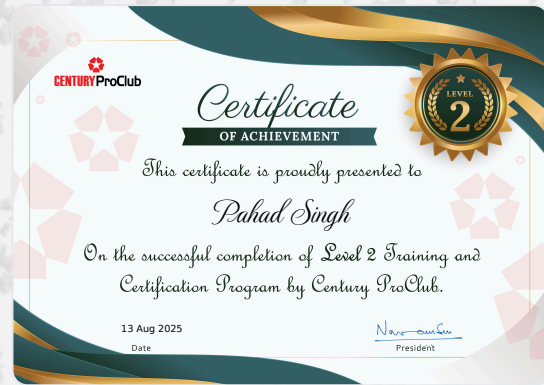 CENTURY ProClub
LEVEL
2
Certificate
OF ACHIEVEMENT
This certificate is proudly presented to
Pahad Singh
On the successful completion of Level 2 Training and
Certification Program by Century ProClub.
13 Aug 2025
Date
President